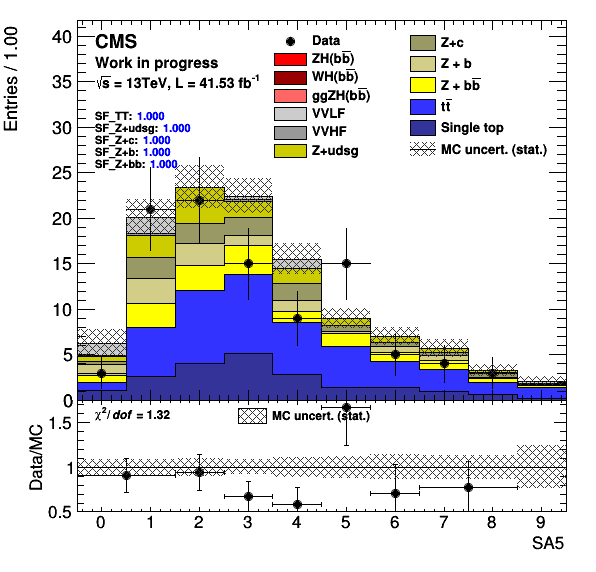 CMS
Work in progress
√s = 13TeV, L = 41.53 fb⁻¹
SF_TT: 1.000
SF_Z+udsg: 1.000
SF_Z+c: 1.000
SF_Z+b: 1.000
SF_Z+bb: 1.000
Data
ZH(bb̅)
WH(bb̅)
ggZH(bb̅)
VVLF
VVHF
Z+udsg
Z+c
Z + b
Z + bb̅
tt̅
Single top
MC uncert. (stat.)
Entries / 1.00
40
35
30
25
20
15
10
5
0
χ²/ dof = 1.32
MC uncert. (stat.)
Data/MC
1.5
1
0.5
0 1 2 3 4 5 6 7 8 9
SA5